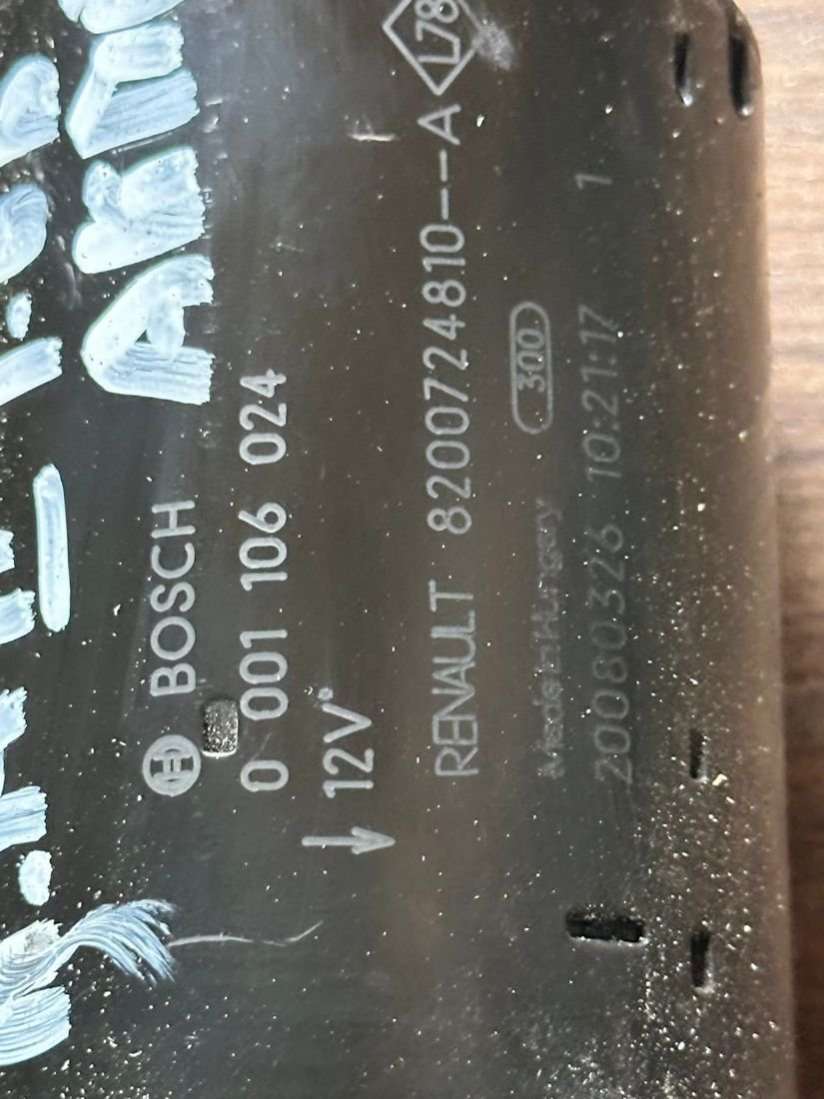 BOSCH
0 001 106 024
12V
RENAULT 8200724810--A
L78
Made in Hungary
300
20080326 10:21:17 1